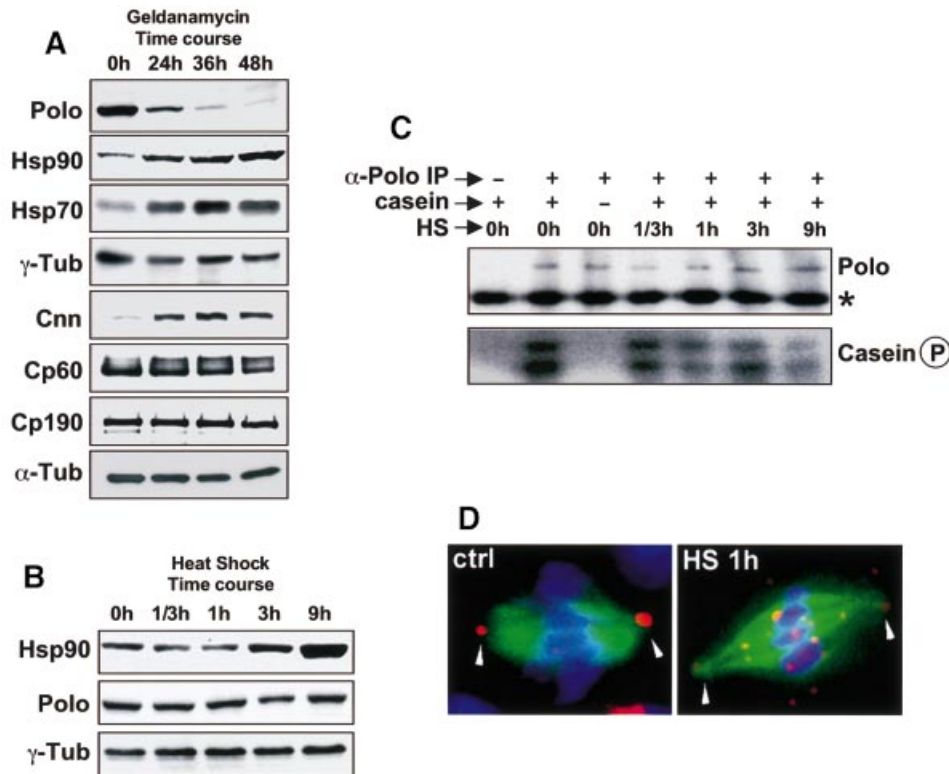 A
Geldanamycin
Time course
0h 24h 36h 48h
Polo
Hsp90
Hsp70
γ-Tub
Cnn
Cp60
Cp190
α-Tub
B
Heat Shock
Time course
0h 1/3h 1h 3h 9h
Hsp90
Polo
γ-Tub
C
α-Polo IP – + + + + + +
casein + + – + + + +
HS 0h 0h 0h 1/3h 1h 3h 9h
Polo
*
Casein P
D
ctrl
HS 1h